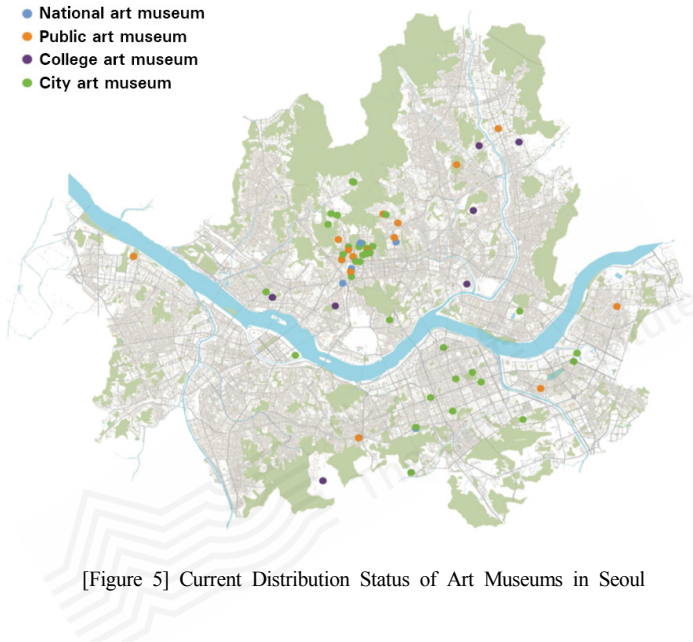 National art museum
Public art museum
College art museum
City art museum
[Figure 5] Current Distribution Status of Art Museums in Seoul